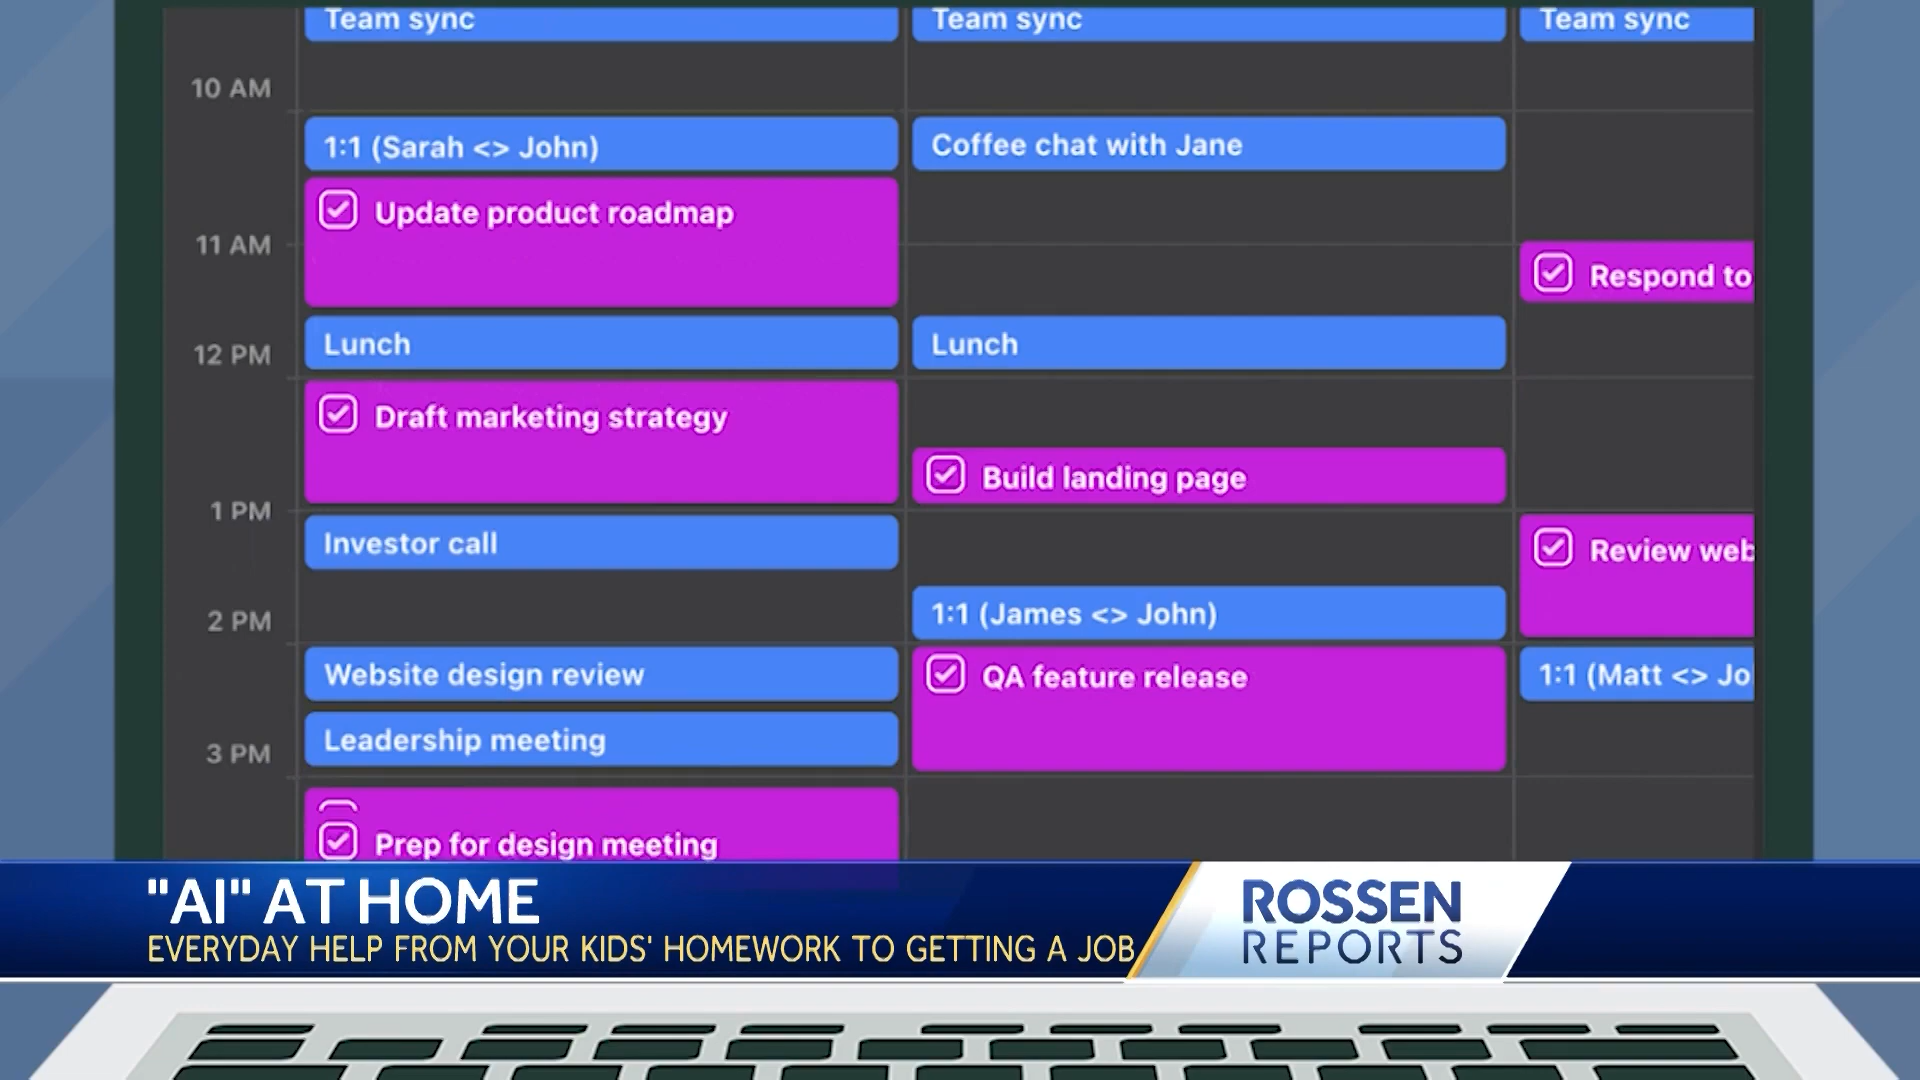 Team sync
Team sync
Team sync
10 AM
1:1 (Sarah <> John)
Coffee chat with Jane
Update product roadmap
11 AM
Respond to
Lunch
Lunch
12 PM
Draft marketing strategy
Build landing page
1 PM
Investor call
Review web
1:1 (James <> John)
2 PM
Website design review
QA feature release
1:1 (Matt <> Jo
Leadership meeting
3 PM
Prep for design meeting
"AI" AT HOME
EVERYDAY HELP FROM YOUR KIDS' HOMEWORK TO GETTING A JOB
ROSSEN
REPORTS